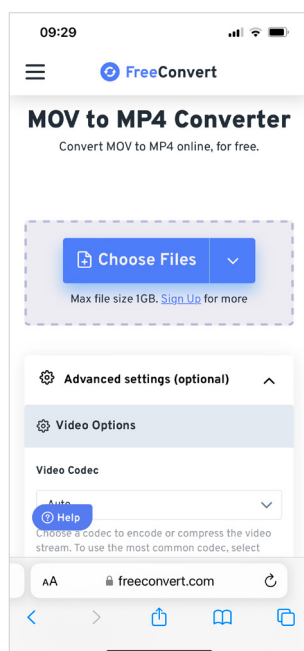 09:29
FreeConvert
MOV to MP4 Converter
Convert MOV to MP4 online, for free.
Choose Files
Max file size 1GB. Sign Up for more
Advanced settings (optional)
Video Options
Video Codec
Auto
Help
Choose a codec to encode or compress the video
stream. To use the most common codec, select
AA
freeconvert.com